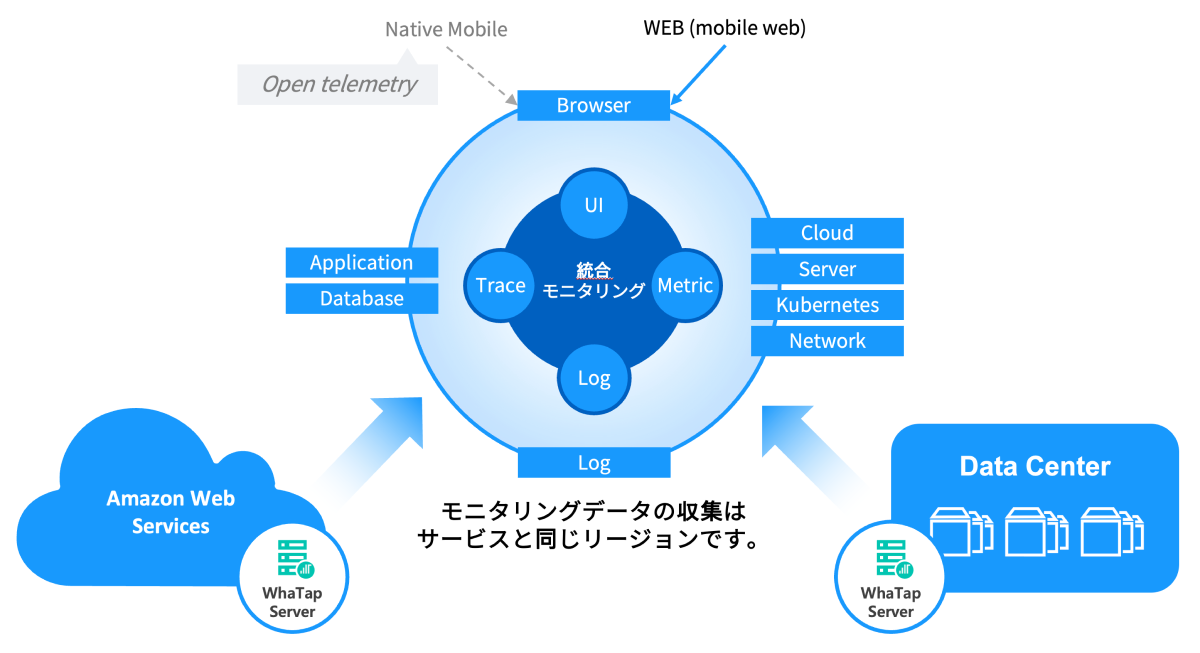 Native Mobile
WEB (mobile web)
Open telemetry
Browser
UI
Application
Database
Trace
統合
モニタリング
Metric
Cloud
Server
Kubernetes
Network
Log
Log
Amazon Web
Services
WhaTap
Server
モニタリングデータの収集は
サービスと同じリージョンです。
Data Center
WhaTap
Server